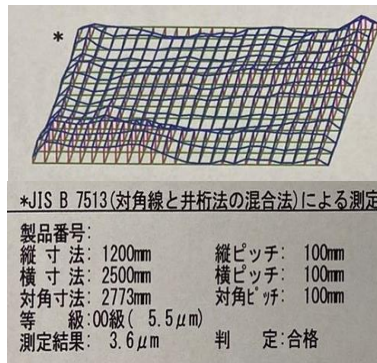 *
*JIS B 7513(対角線と井桁法の混合法)による測定
製品番号:
縦寸法: 1200mm 縦ピッチ: 100mm
横寸法: 2500mm 横ピッチ: 100mm
対角寸法: 2773mm 対角ピッチ: 100mm
等 級:00級( 5.5μm)
測定結果: 3.6μm 判 定:合格